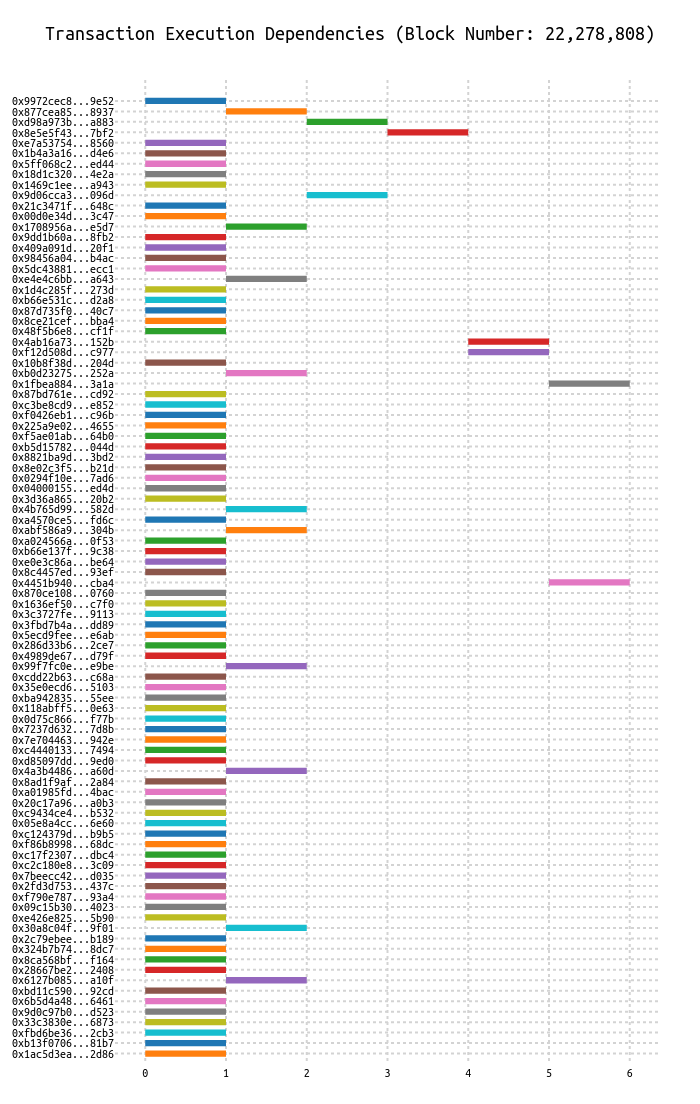 Transaction Execution Dependencies (Block Number: 22,278,808)
0x9972cec8...9e52
0x877cea85...8937
0xd98a973b...a883
0x8e5e5f43...7bf2
0xe7a53754...8560
0x1b4a3a16...d4e6
0x5ff068c2...ed44
0x18d1c320...4e2a
0x1469c1ee...a943
0x9d06cca3...096d
0x21c3471f...648c
0x00d0e34d...3c47
0x1708956a...e5d7
0x9dd1b60a...8fb2
0x409a091d...20f1
0x98456a04...b4ac
0x5dc43881...ecc1
0xe4e4c6bb...a643
0x1d4c285f...273d
0xb66e531c...d2a8
0x87d735f0...40c7
0x8ce21cef...bba4
0x48f5b6e8...cf1f
0x4ab16a73...152b
0xf12d508d...c977
0x10b8f38d...204d
0xb0d23275...252a
0x1fbea884...3a1a
0x87bd761e...cd92
0xc3be8cd9...e852
0xf0426eb1...c96b
0x225a9e02...4655
0xf5ae01ab...64b0
0xb5d15782...044d
0x8821ba9d...3bd2
0x8e02c3f5...b21d
0x0294f10e...7ad6
0x04000155...ed4d
0x3d36a865...20b2
0x4b765d99...582d
0xa4570ce5...fd6c
0xabf586a9...304b
0xa024566a...0f53
0xb66e137f...9c38
0xe0e3c86a...be64
0x8c4457ed...93ef
0x4451b940...cba4
0x870ce108...0760
0x1636ef50...c7f0
0x3c3727fe...9113
0x3fbd7b4a...dd89
0x5ecd9fee...e6ab
0x286d33b6...2ce7
0x4989de67...d79f
0x99f7fc0e...e9be
0xcdd22b63...c68a
0x35e0ecd6...5103
0xba942835...55ee
0x118abff5...0e63
0x0d75c866...f77b
0x7237d632...7d8b
0x7e704463...942e
0xc4440133...7494
0xd85097dd...9ed0
0x4a3b4486...a60d
0x8ad1f9af...2a84
0xa01985fd...4bac
0x20c17a96...a0b3
0xc9434ce4...b532
0x05e8a4cc...6e60
0xc124379d...b9b5
0xf86b8998...68dc
0xc17f2307...dbc4
0xc2c180e8...3c09
0x7beecc42...d035
0x2fd3d753...437c
0xf790e787...93a4
0x09c15b30...4023
0xe426e825...5b90
0x30a8c04f...9f01
0x2c79ebee...b189
0x324b7b74...8dc7
0x8ca568bf...f164
0x28667be2...2408
0x6127b085...a10f
0xbd11c590...92cd
0x6b5d4a48...6461
0x9d0c97b0...d523
0x33c3830e...6873
0xfbd6be36...2cb3
0xb13f0706...81b7
0x1ac5d3ea...2d86
0 1 2 3 4 5 6